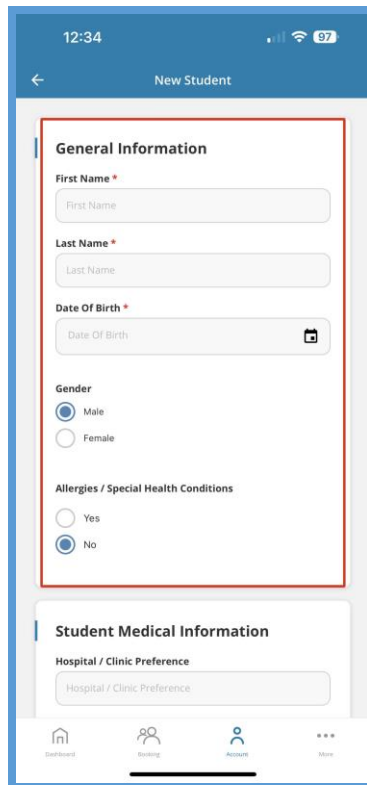 12:34
97
New Student
General Information
First Name *
First Name
Last Name *
Last Name
Date Of Birth *
Date Of Birth
Gender
Male
Female
Allergies / Special Health Conditions
Yes
No
Student Medical Information
Hospital / Clinic Preference
Hospital / Clinic Preference
Dashboard Booking Account More